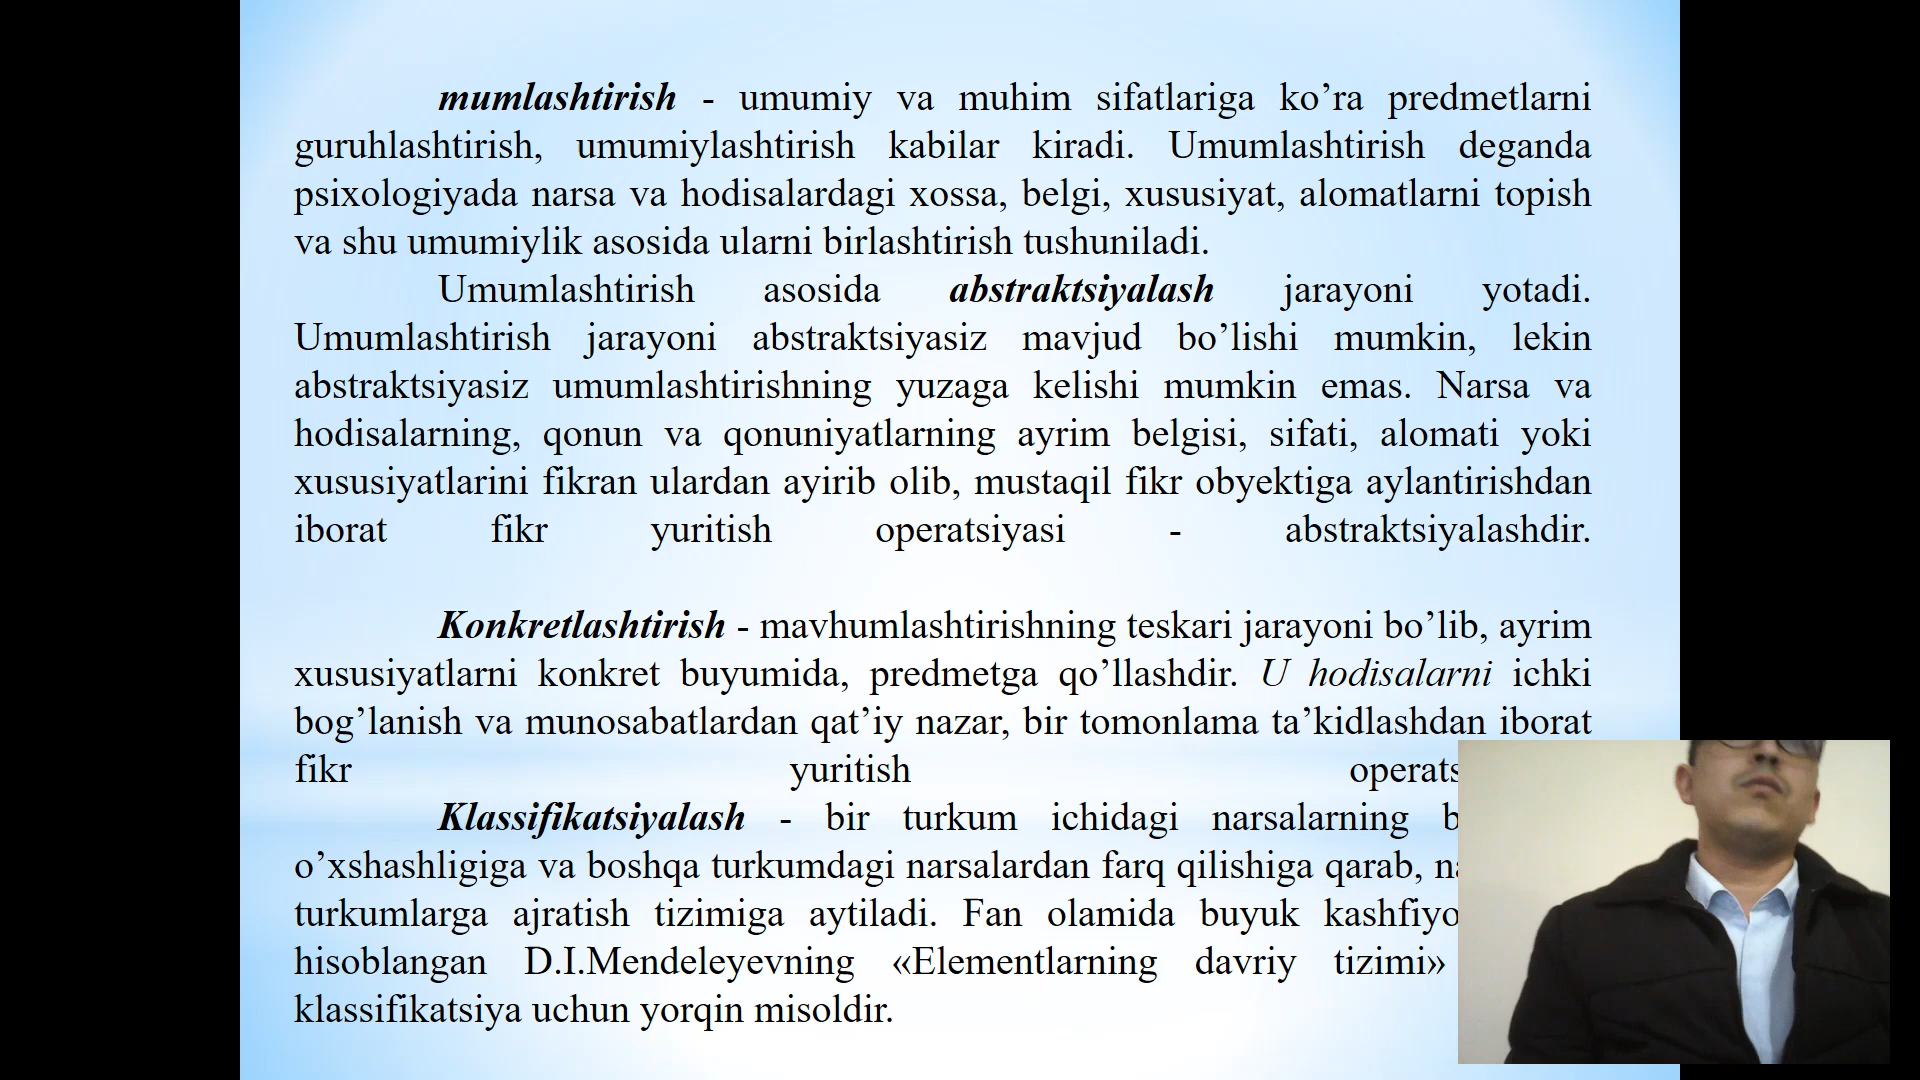 mumlashtirish - umumiy va muhim sifatlariga ko’ra predmetlarni
guruhlashtirish, umumiylashtirish kabilar kiradi. Umumlashtirish deganda
psixologiyada narsa va hodisalardagi xossa, belgi, xususiyat, alomatlarni topish
va shu umumiylik asosida ularni birlashtirish tushuniladi.
Umumlashtirish asosida abstraktsiyalash jarayoni yotadi.
Umumlashtirish jarayoni abstraktsiyasiz mavjud bo’lishi mumkin, lekin
abstraktsiyasiz umumlashtirishning yuzaga kelishi mumkin emas. Narsa va
hodisalarning, qonun va qonuniyatlarning ayrim belgisi, sifati, alomati yoki
xususiyatlarini fikran ulardan ayirib olib, mustaqil fikr obyektiga aylantirishdan
iborat fikr yuritish operatsiyasi - abstraktsiyalashdir.
Konkretlashtirish - mavhumlashtirishning teskari jarayoni bo’lib, ayrim
xususiyatlarni konkret buyumida, predmetga qo’llashdir. U hodisalarni ichki
bog’lanish va munosabatlardan qat’iy nazar, bir tomonlama ta’kidlashdan iborat
fikr yuritish
Klassifikatsiyalash - bir turkum ichidagi narsalarning
o’xshashligiga va boshqa turkumdagi narsalardan farq qilishiga qarab,
turkumlarga ajratish tizimiga aytiladi. Fan olamida buyuk
hisoblangan D.I.Mendeleyevning «Elementlarning davriy tizimi»
klassifikatsiya uchun yorqin misoldir.